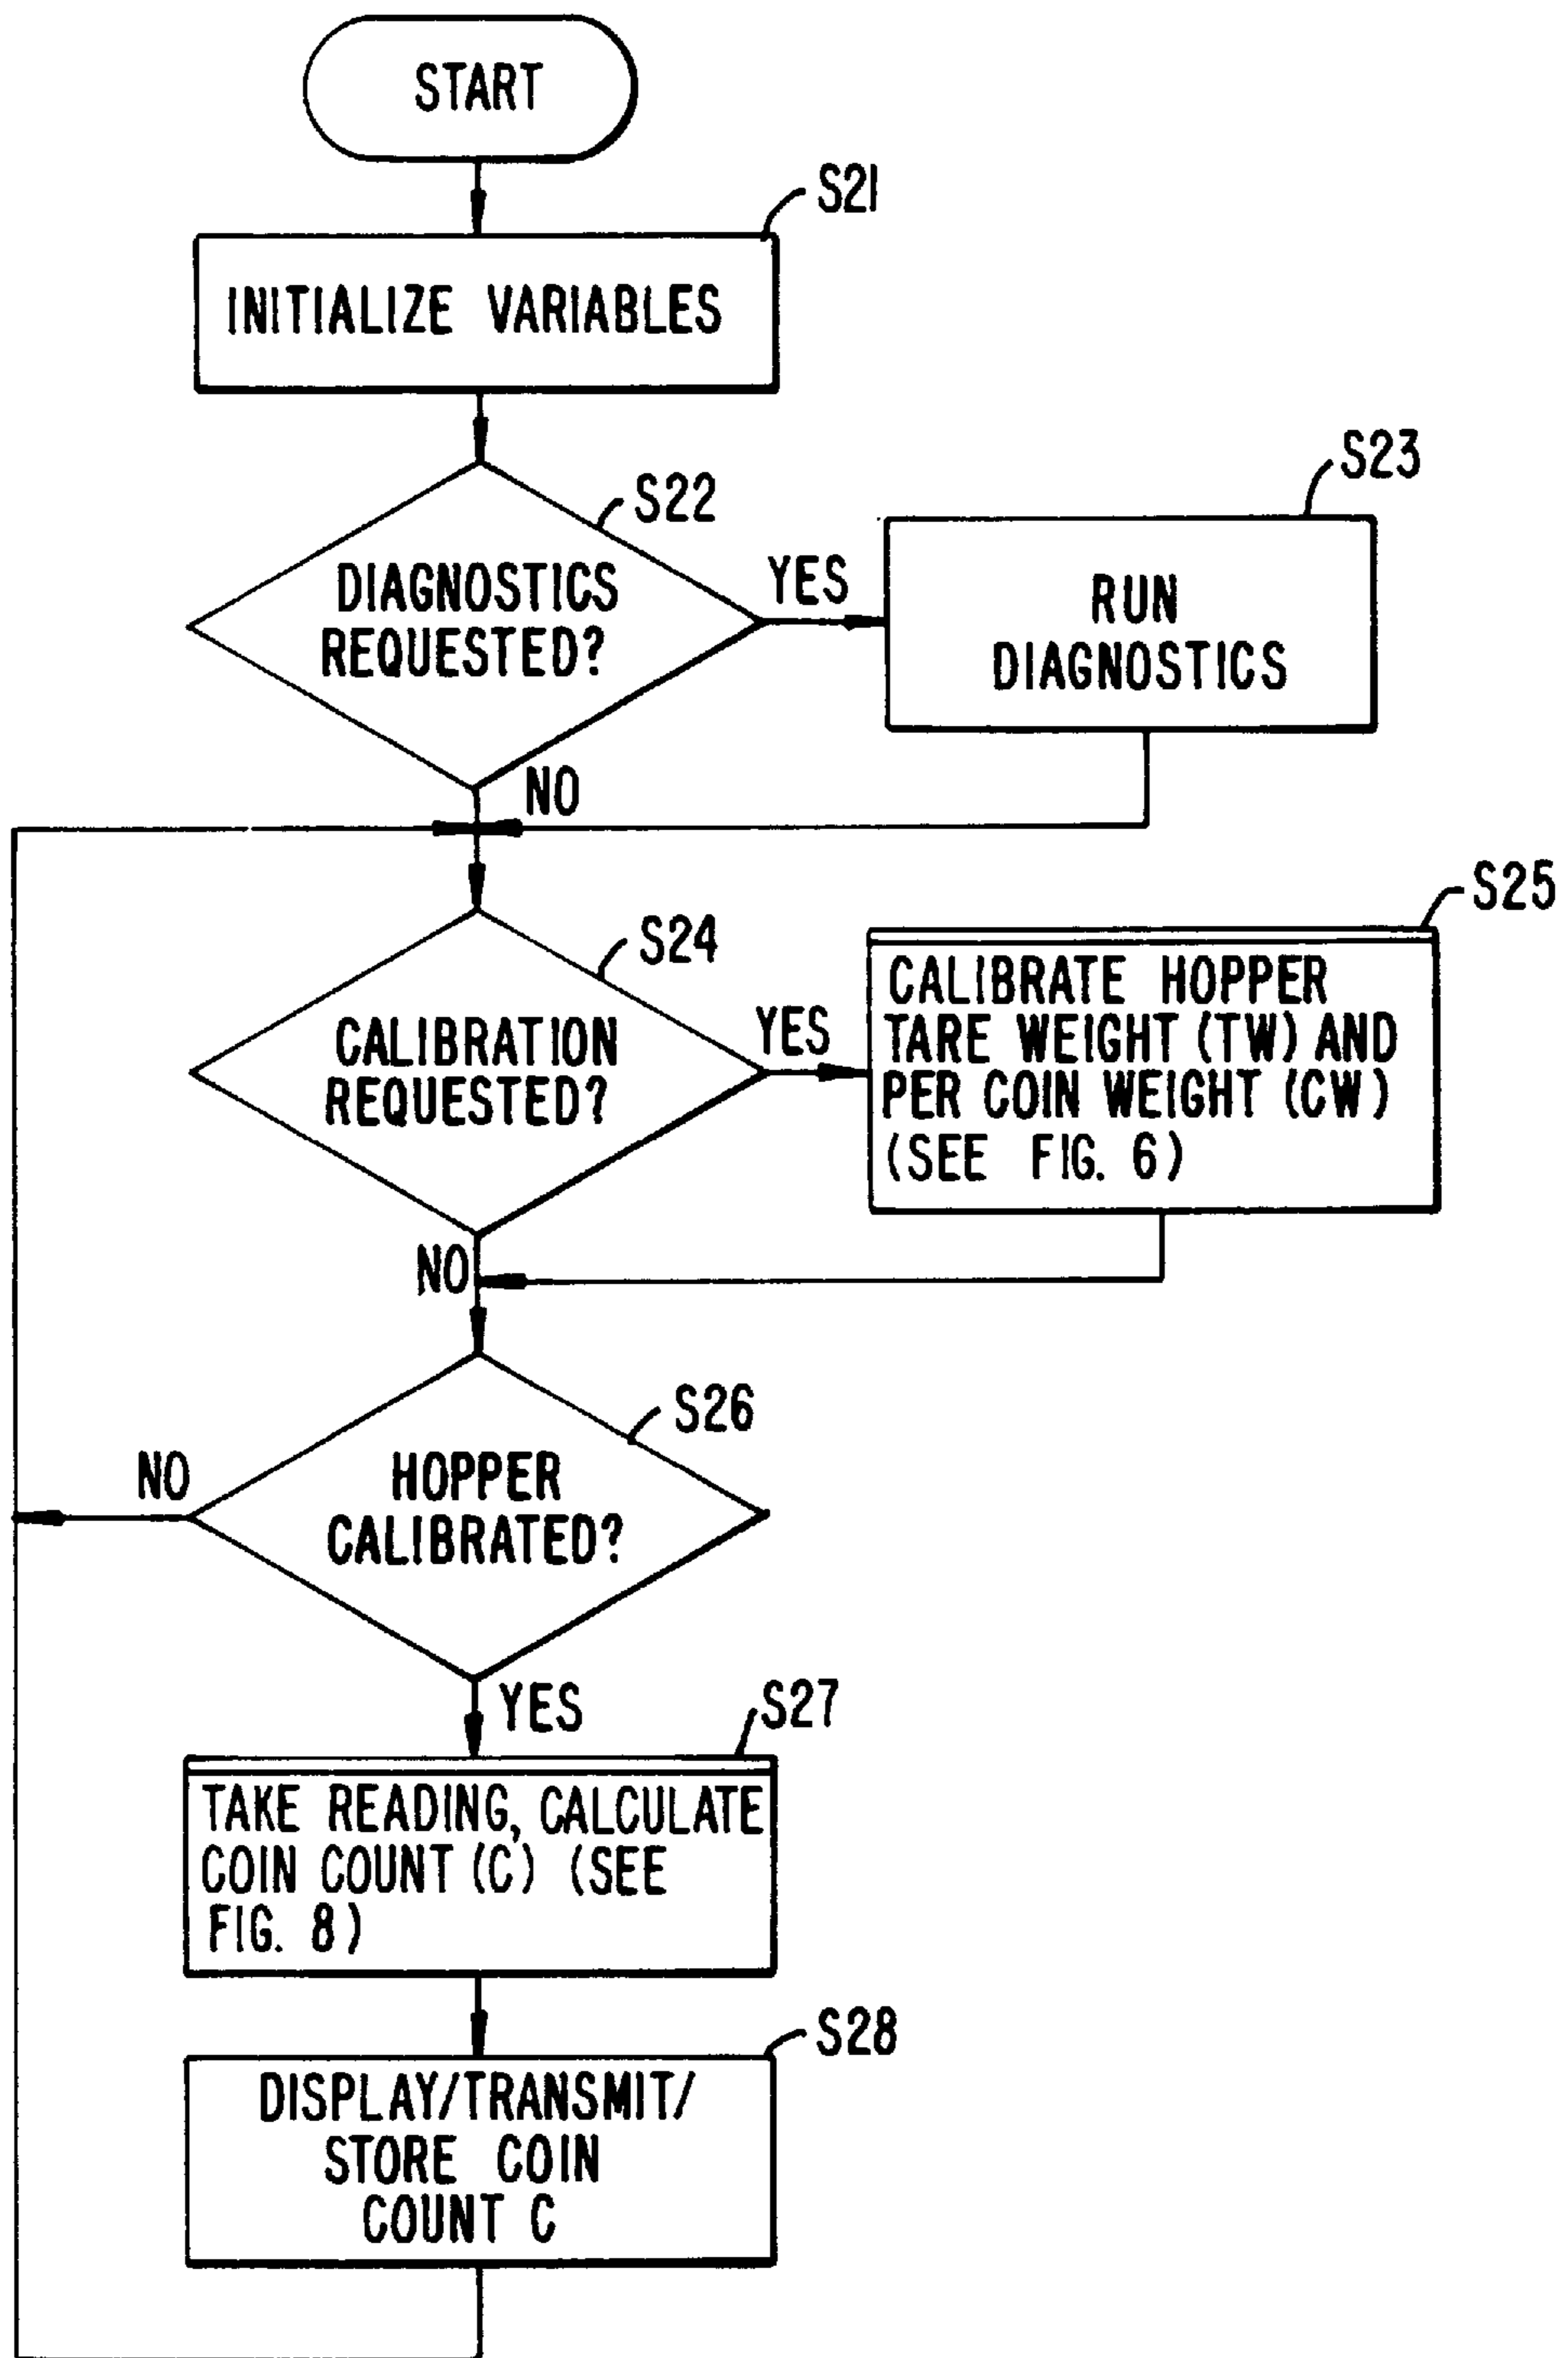 START
S21
INITIALIZE VARIABLES
S22
DIAGNOSTICS
REQUESTED?
YES
S23
RUN
DIAGNOSTICS
NO
S24
CALIBRATION
REQUESTED?
YES
S25
CALIBRATE HOPPER
TARE WEIGHT (TW) AND
PER COIN WEIGHT (CW)
(SEE FIG. 6)
NO
S26
HOPPER
CALIBRATED?
NO
YES
S27
TAKE READING, CALCULATE
COIN COUNT (C) (SEE
FIG. 8)
S28
DISPLAY/TRANSMIT/
STORE COIN
COUNT C